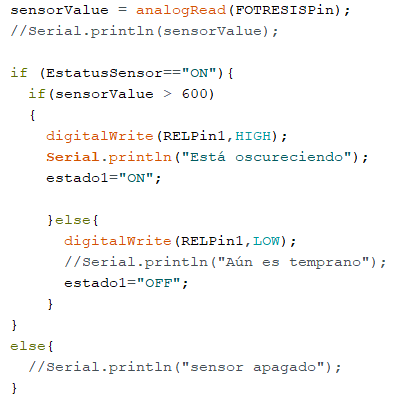 sensorValue = analogRead(FOTRESISPin);
//Serial.println(sensorValue);
if (EstatusSensor=="ON"){
if(sensorValue > 600)
{
digitalWrite(RELPin1,HIGH);
Serial.println("Está oscureciendo");
estado1="ON";
}else{
digitalWrite(RELPin1,LOW);
//Serial.println("Aún es temprano");
estado1="OFF";
}
}
else{
//Serial.println("sensor apagado");
}